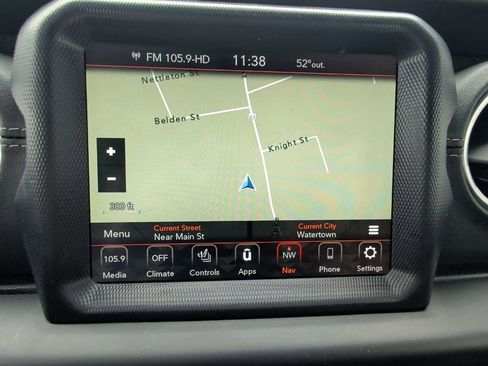 FM 105.9-HD 11:38 52°out.
Nettleton St
Belden St
Knight St
+
-
300 ft
Menu Current Street Current City
Near Main St Watertown
105.9 OFF û NW
Media Climate Controls Apps Nav Phone Settings